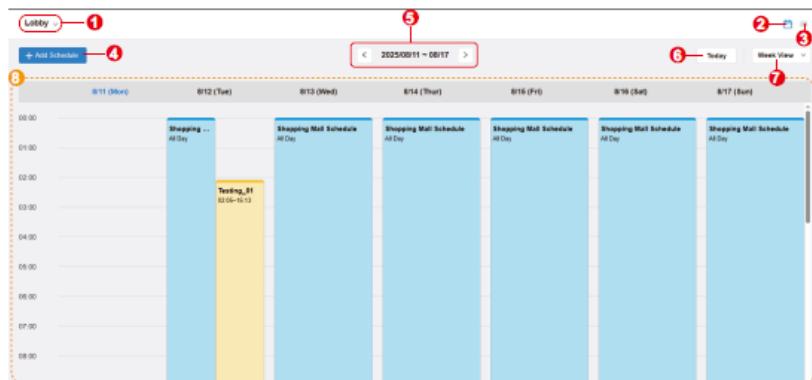 Lobby
1
5
2
3
+ Add Schedule
4
< 2025/08/11 ~ 08/17 >
6
Today
Week View
7
8
8/11 (Mon)
8/12 (Tue)
8/13 (Wed)
8/14 (Thur)
8/15 (Fri)
8/16 (Sat)
8/17 (Sun)
00:00
Shopping ...
All Day
Shopping Mall Schedule
All Day
Shopping Mall Schedule
All Day
Shopping Mall Schedule
All Day
Shopping Mall Schedule
All Day
Shopping Mall Schedule
All Day
01:00
02:00
Testing_01
02:05~15:13
03:00
04:00
05:00
06:00
07:00
08:00